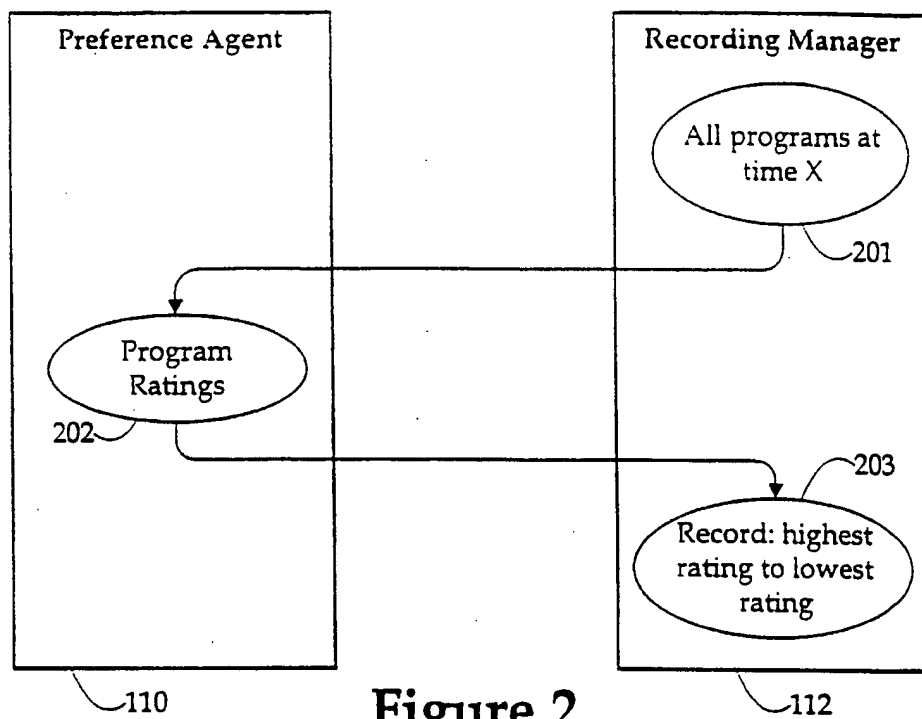 Preference Agent
Recording Manager
All programs at
time X
201
Program
Ratings
202
203
Record: highest
rating to lowest
rating
110
Figure 2
112